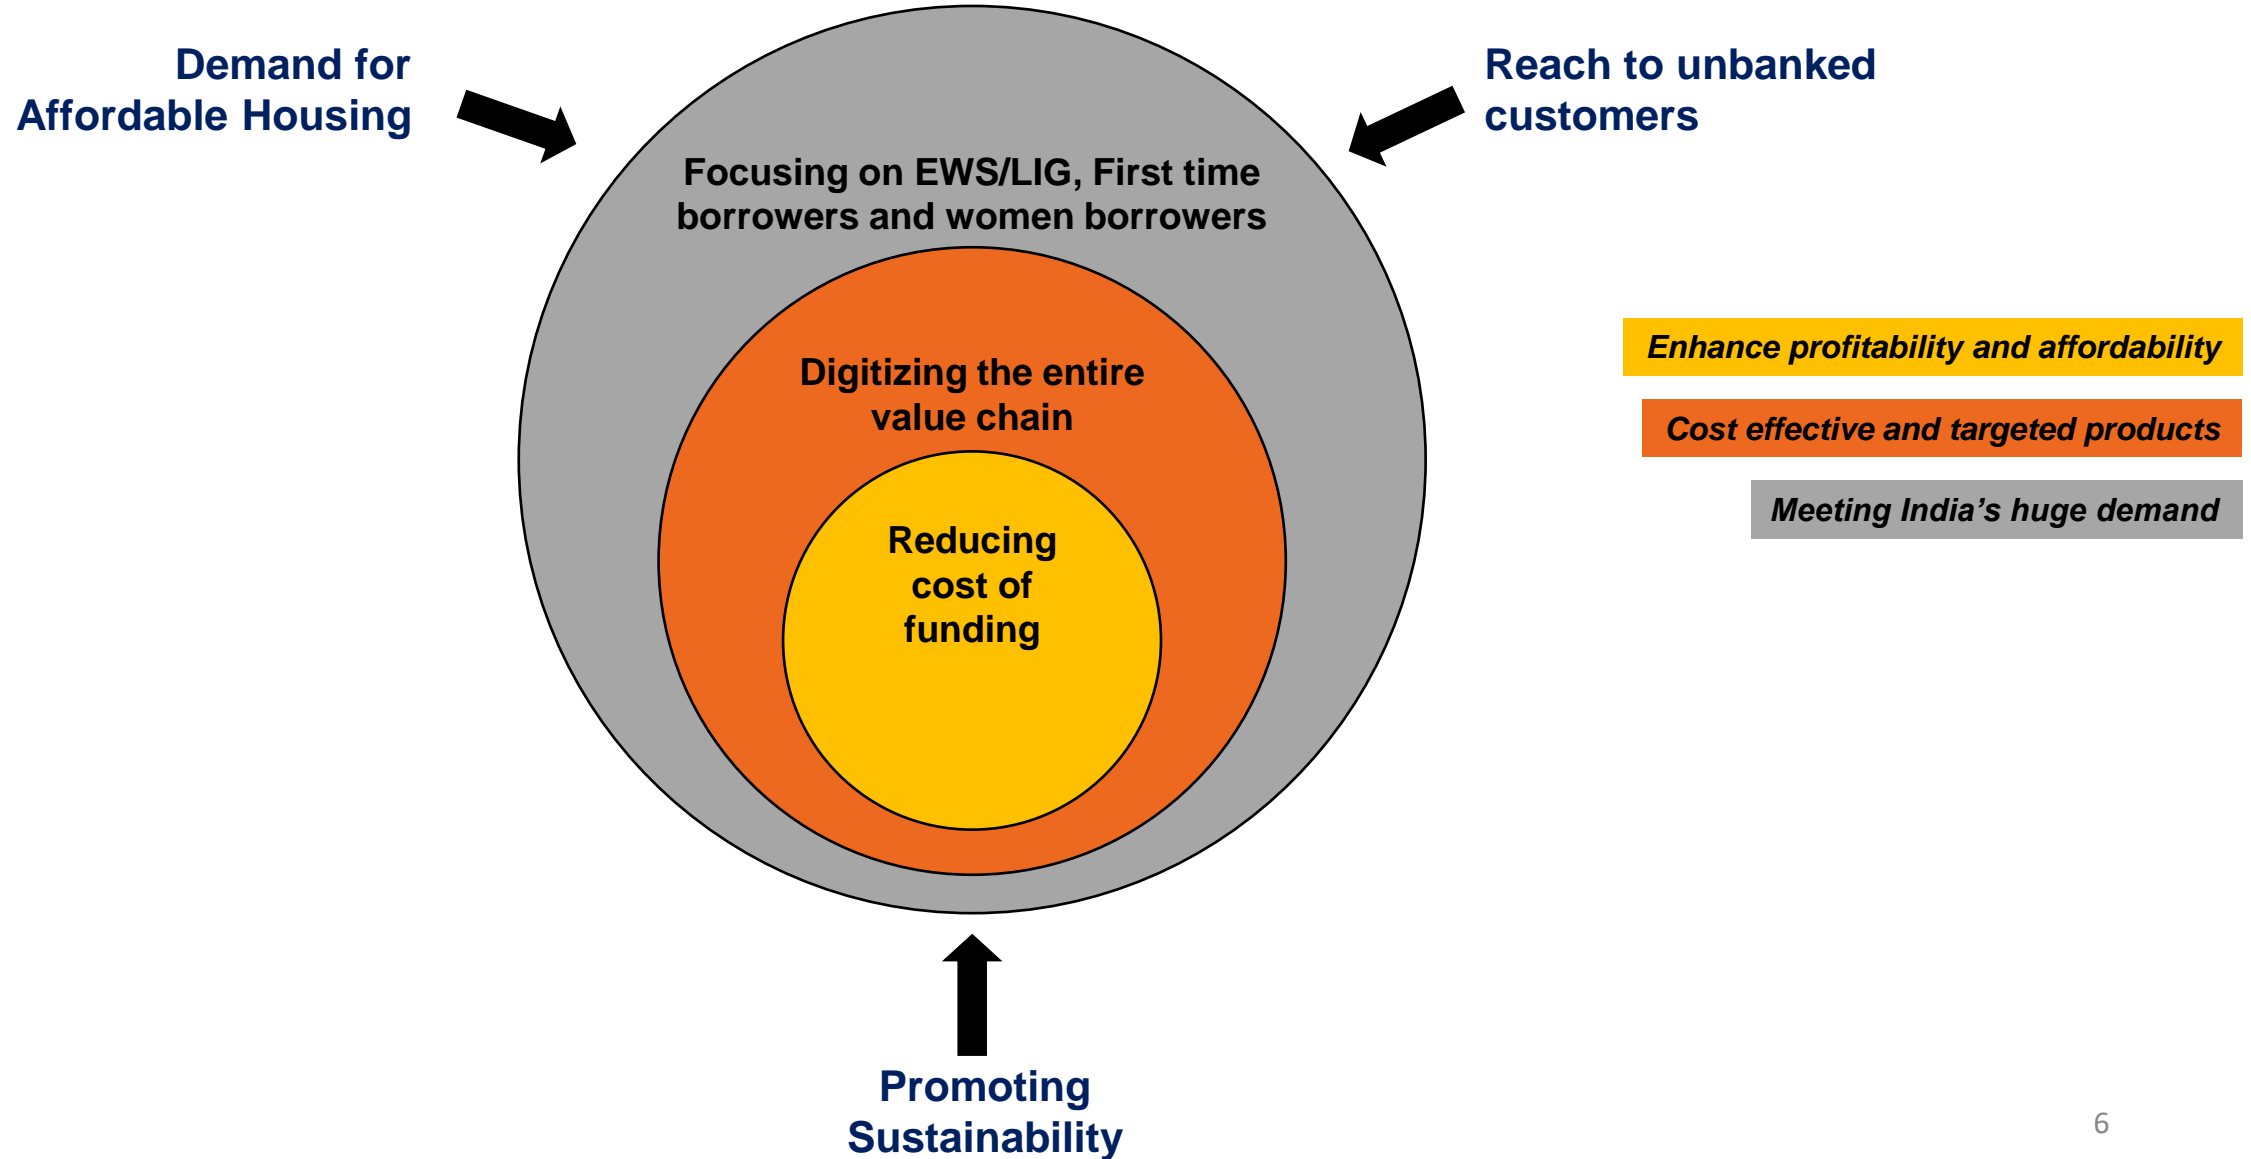 Demand for
Affordable Housing
Reach to unbanked
customers
Focusing on EWS/LIG, First time
borrowers and women borrowers
Digitizing the entire
value chain
Reducing
cost of
funding
Enhance profitability and affordability
Cost effective and targeted products
Meeting India’s huge demand
Promoting
Sustainability
6